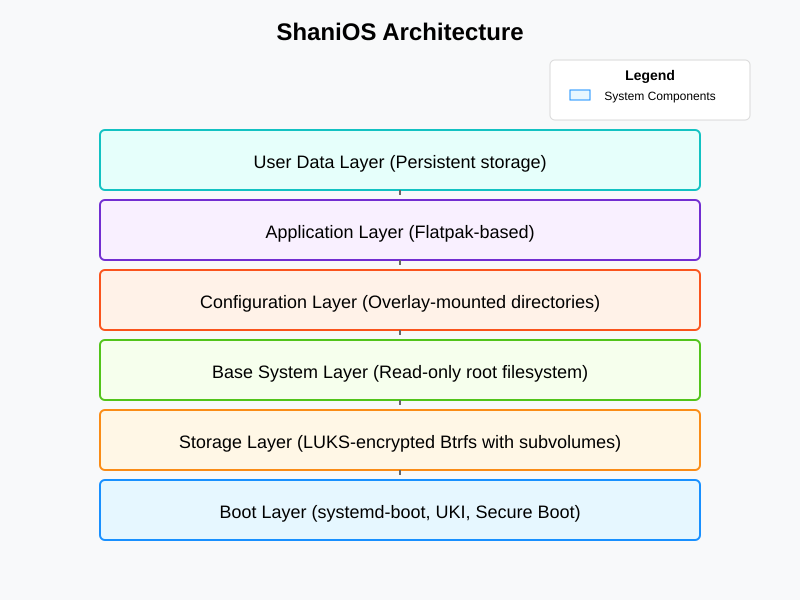 ShaniOS Architecture
Legend
System Components
User Data Layer (Persistent storage)
Application Layer (Flatpak-based)
Configuration Layer (Overlay-mounted directories)
Base System Layer (Read-only root filesystem)
Storage Layer (LUKS-encrypted Btrfs with subvolumes)
Boot Layer (systemd-boot, UKI, Secure Boot)